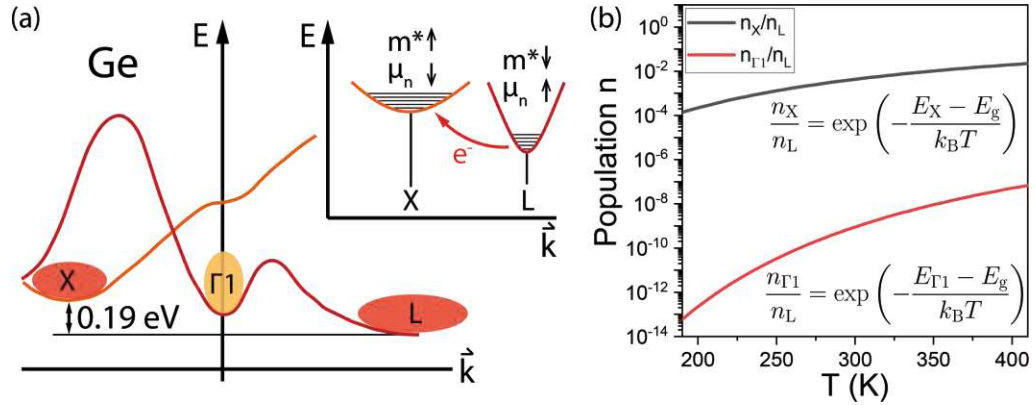 (a)
Ge
E
X
Γ1
L
0.19 eV
k
E
m*↑
μn ↓
m*↓
μn ↑
e-
X
L
k
(b)
Population n
10^0
10^-2
10^-4
10^-6
10^-8
10^-10
10^-12
10^-14
nX/nL
nΓ1/nL
nX/nL = exp(-(EX - Eg)/(kBT))
nΓ1/nL = exp(-(EΓ1 - Eg)/(kBT))
200 250 300 350 400
T (K)